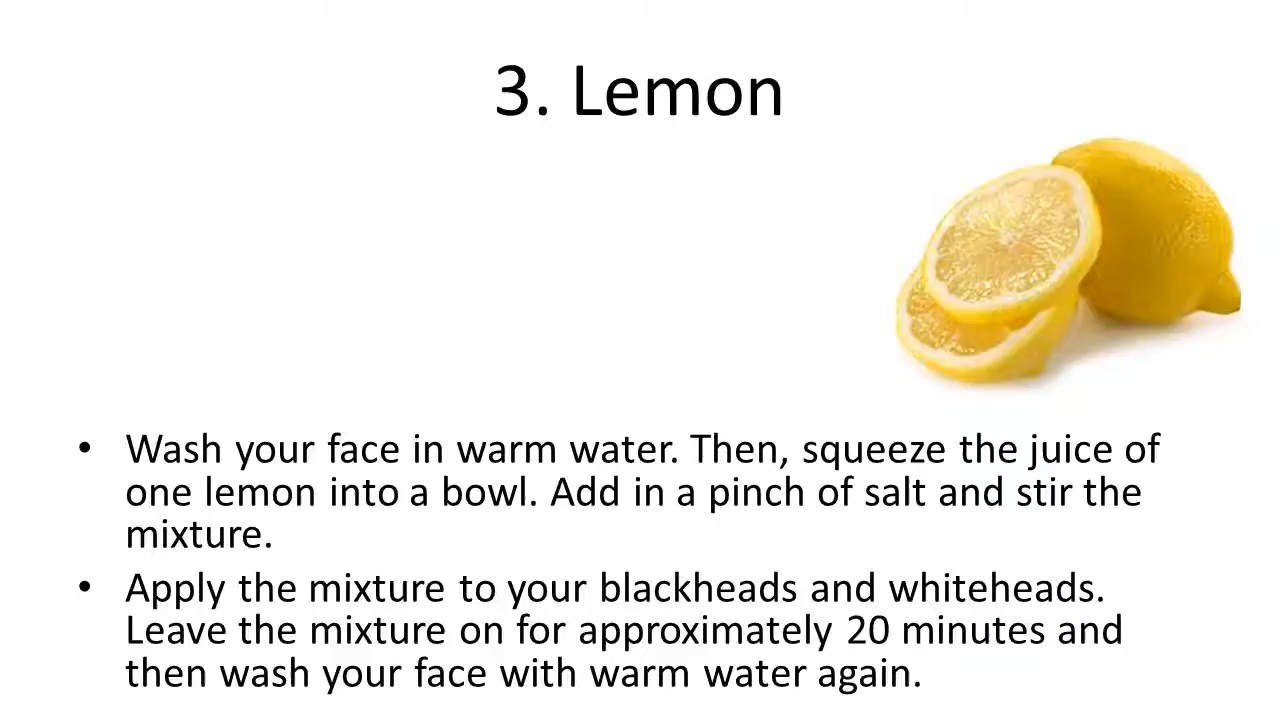 3. Lemon
• Wash your face in warm water. Then, squeeze the juice of
one lemon into a bowl. Add in a pinch of salt and stir the
mixture.
• Apply the mixture to your blackheads and whiteheads.
Leave the mixture on for approximately 20 minutes and
then wash your face with warm water again.